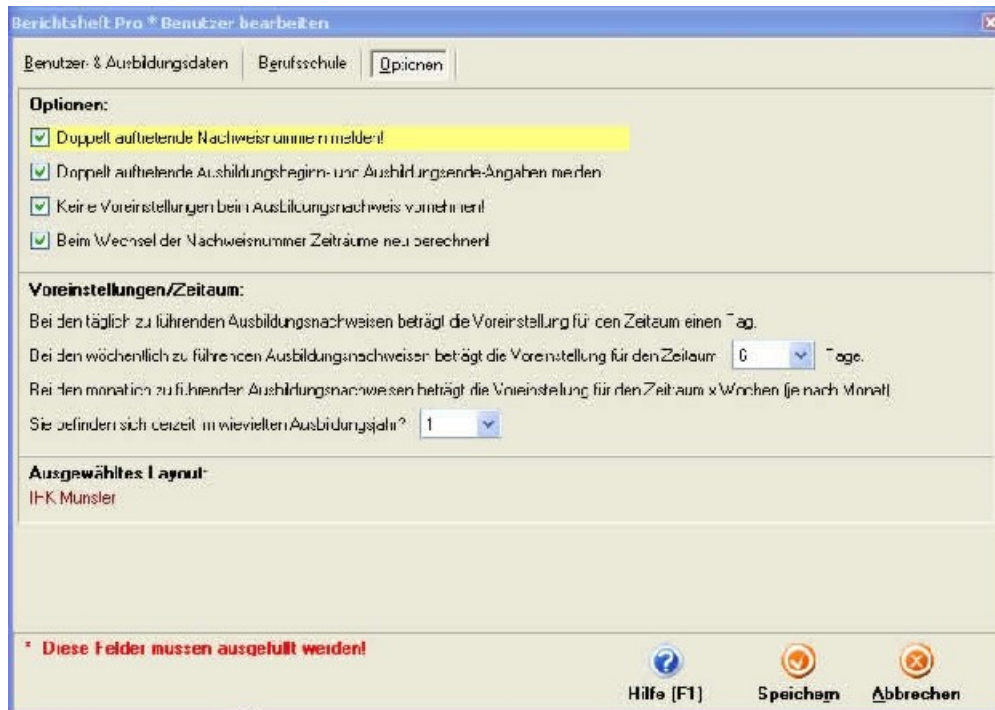 Berichtsheft Pro * Benutzer bearbeiten
Benutzer- & Ausbildungsdaten Berufsschule Optionen
Optionen:
Doppelt auftretende Nachweisnummern melden!
Doppelt auftretende Ausbildungsbeginn- und Ausbildungsende-Angaben melden
Keine Voreinstellungen beim Ausbildungsnachweis vornehmen!
Beim Wechsel der Nachweisnummer Zeiträume neu berechnen!
Voreinstellungen/Zeitaum:
Bei den täglich zu führenden Ausbildungsnachweisen beträgt die Voreinstellung für den Zeitaum einen Tag.
Bei den wöchentlich zu führenden Ausbildungsnachweisen beträgt die Voreinstellung für den Zeitaum 6 Tage.
Bei den monatlich zu führenden Ausbildungsnachweisen beträgt die Voreinstellung für den Zeitraum x Wochen (je nach Monat)
Sie befinden sich derzeit im wievielten Ausbildungsjahr? 1
Ausgewähltes Layout:
IHK Münster
* Diese Felder müssen ausgefüllt werden!
Hilfe (F1) Speichern Abbrechen